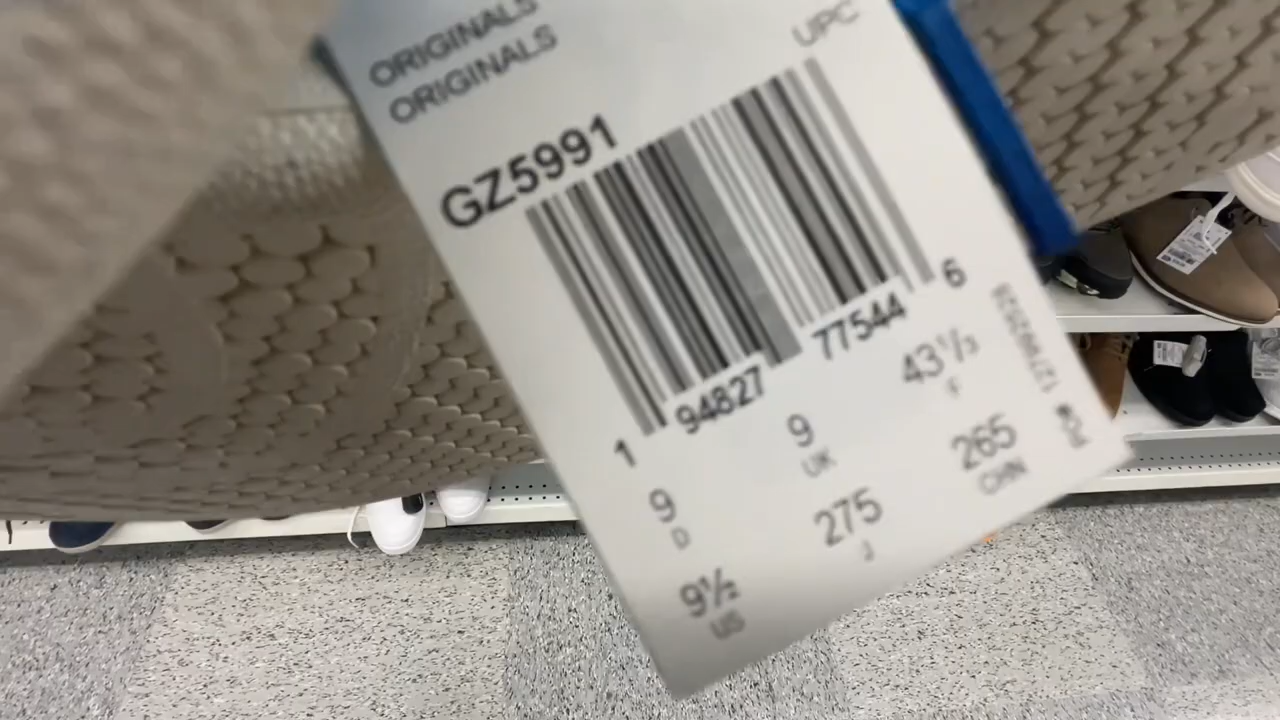 ORIGINALS
ORIGINALS
UPC
GZ5991
1 94827 77544 6
9 D
9 UK
43⅓ F
9½ US
275 J
265 CHN